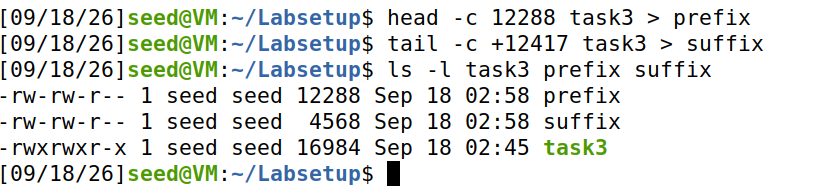 [09/18/26]seed@VM:~/Labsetup$ head -c 12288 task3 > prefix
[09/18/26]seed@VM:~/Labsetup$ tail -c +12417 task3 > suffix
[09/18/26]seed@VM:~/Labsetup$ ls -l task3 prefix suffix
-rw-rw-r-- 1 seed seed 12288 Sep 18 02:58 prefix
-rw-rw-r-- 1 seed seed  4568 Sep 18 02:58 suffix
-rwxrwxr-x 1 seed seed 16984 Sep 18 02:45 task3
[09/18/26]seed@VM:~/Labsetup$